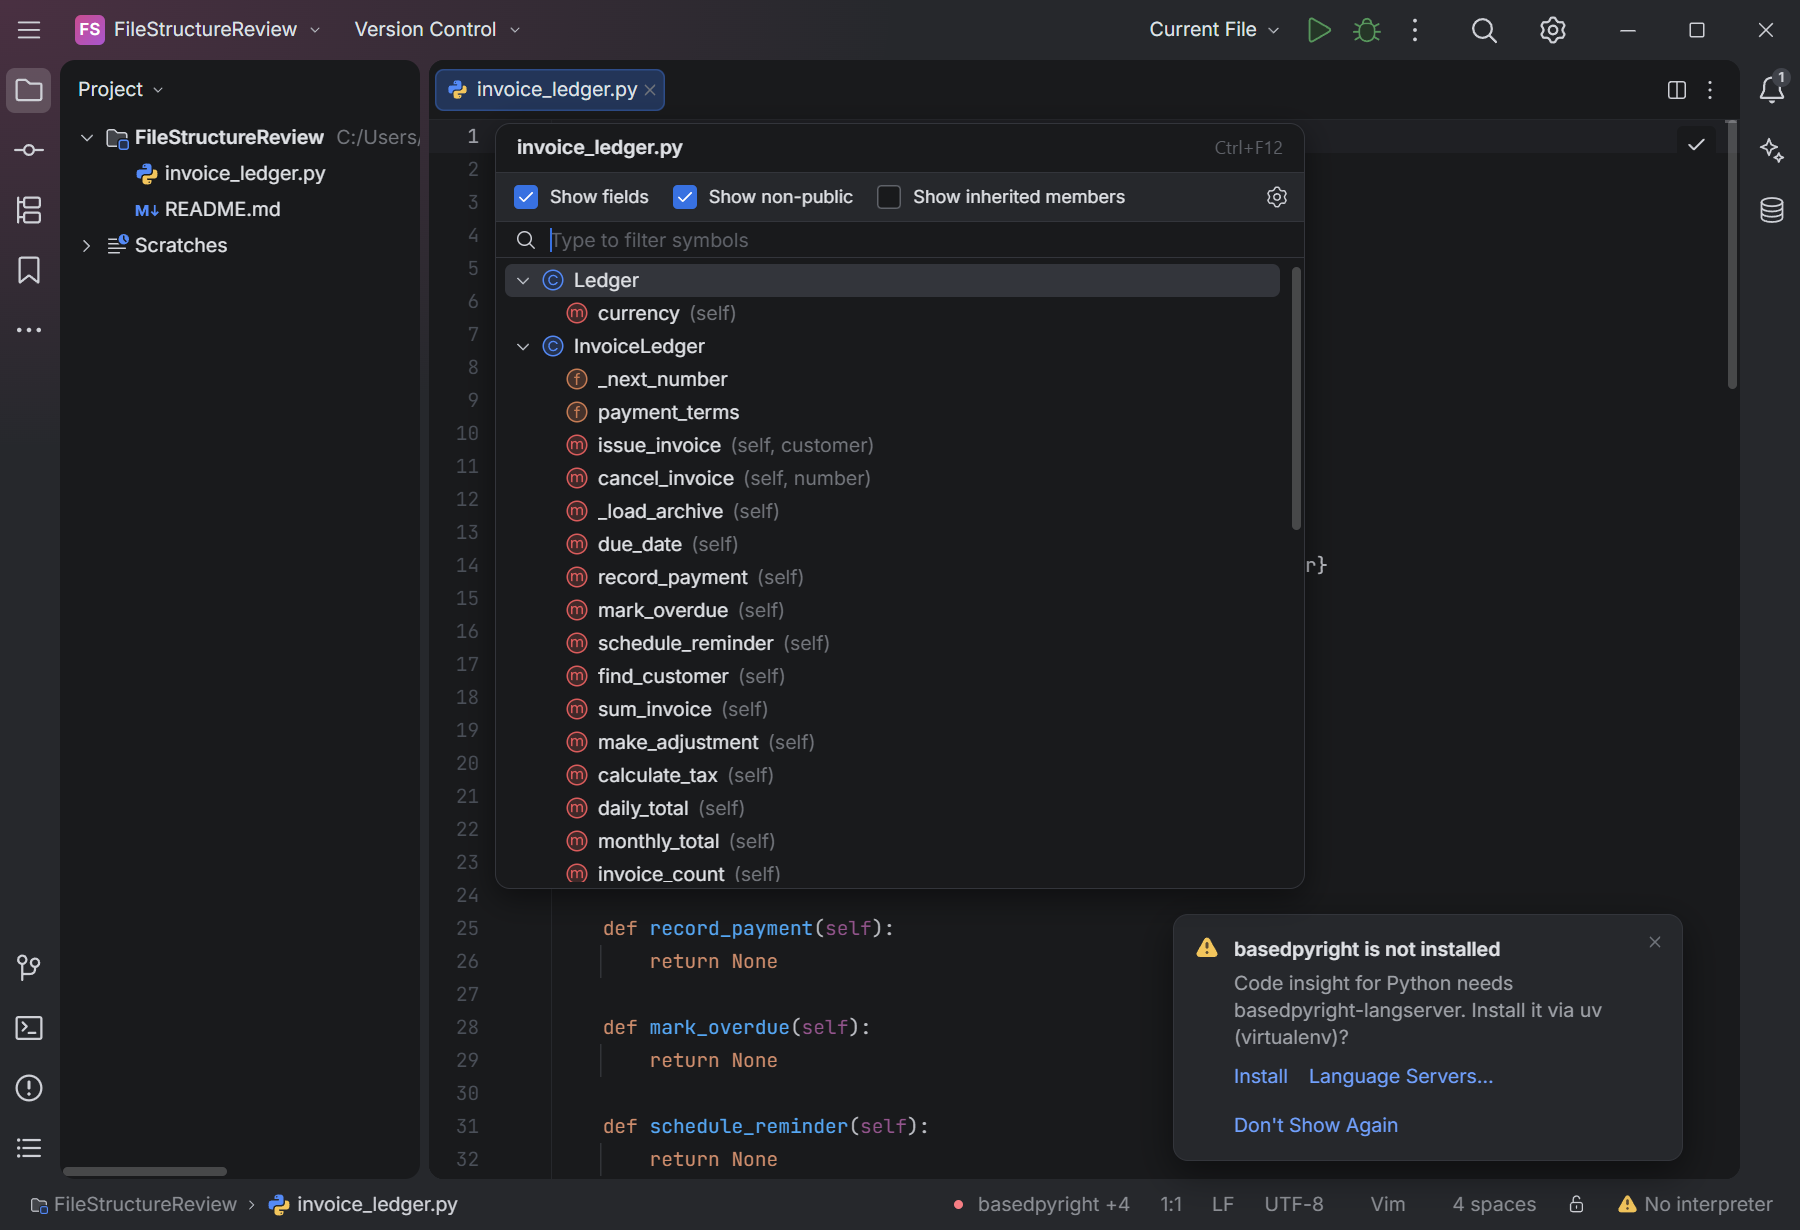 FS FileStructureReview Version Control Current File
Project
FileStructureReview C:/Users/
invoice_ledger.py
M↓ README.md
Scratches
invoice_ledger.py
1
invoice_ledger.py Ctrl+F12
Show fields Show non-public Show inherited members
Type to filter symbols
Ledger
currency (self)
InvoiceLedger
_next_number
payment_terms
issue_invoice (self, customer)
cancel_invoice (self, number)
_load_archive (self)
due_date (self)
record_payment (self)
mark_overdue (self)
schedule_reminder (self)
find_customer (self)
sum_invoice (self)
make_adjustment (self)
calculate_tax (self)
daily_total (self)
monthly_total (self)
invoice_count (self)
1
2
3
4
5
6
7
8
9
10
11
12
13
14 r}
15
16
17
18
19
20
21
22
23
24
25 def record_payment(self):
26 return None
27
28 def mark_overdue(self):
29 return None
30
31 def schedule_reminder(self):
32 return None
basedpyright is not installed
Code insight for Python needs
basedpyright-langserver. Install it via uv
(virtualenv)?
Install Language Servers...
Don't Show Again
FileStructureReview › invoice_ledger.py basedpyright +4 1:1 LF UTF-8 Vim 4 spaces No interpreter